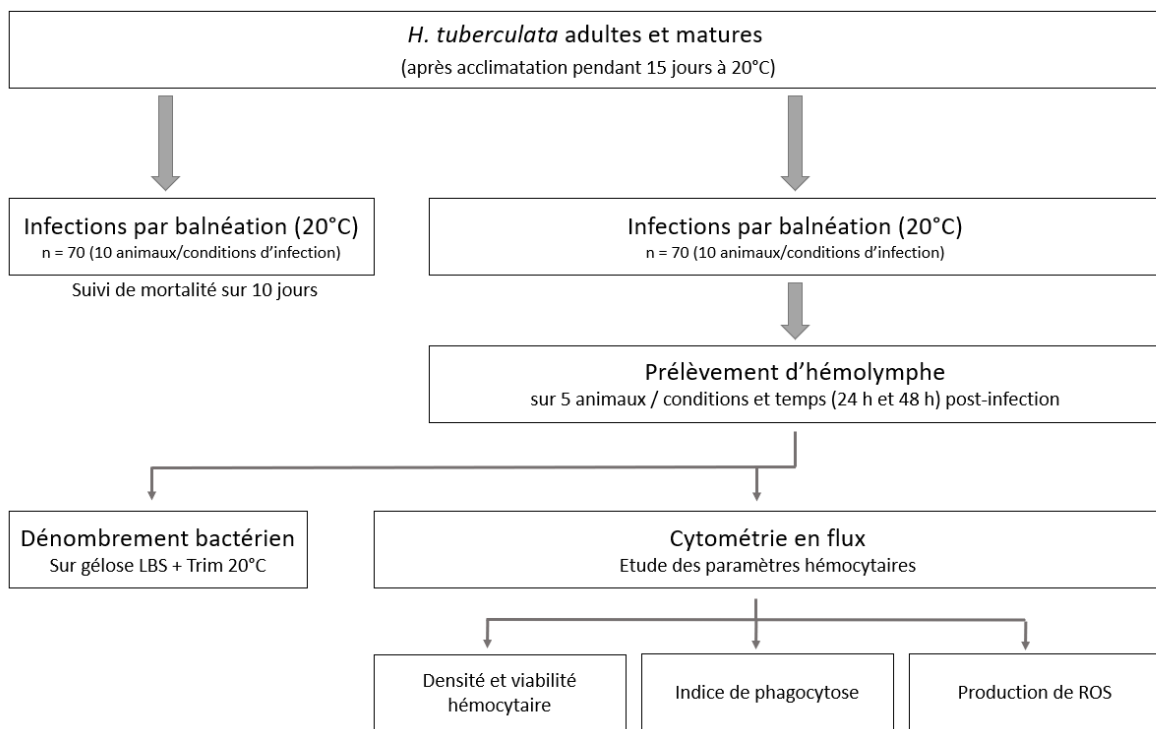 H. tuberculata adultes et matures
(après acclimatation pendant 15 jours à 20°C)
Infections par balnéation (20°C)
n = 70 (10 animaux/conditions d’infection)
Suivi de mortalité sur 10 jours
Infections par balnéation (20°C)
n = 70 (10 animaux/conditions d’infection)
Prélèvement d’hémolymphe
sur 5 animaux / conditions et temps (24 h et 48 h) post-infection
Dénombrement bactérien
Sur gélose LBS + Trim 20°C
Cytométrie en flux
Etude des paramètres hémocytaires
Densité et viabilité
hémocytaire
Indice de phagocytose
Production de ROS